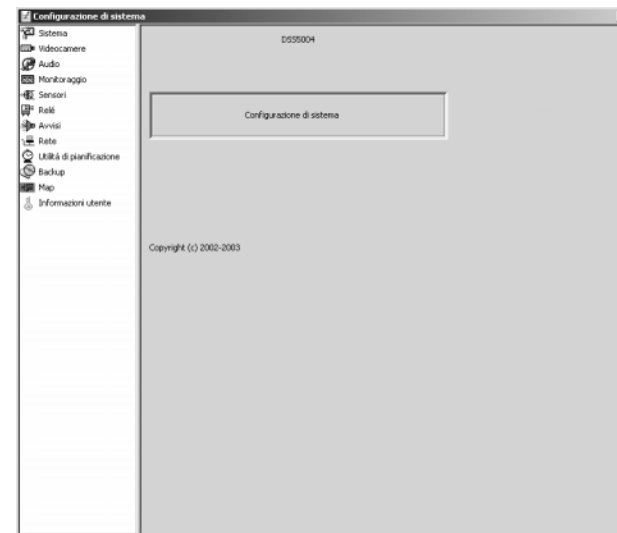 Configurazione di sistema
Sistema
Videocamere
Audio
Monitoraggio
Sensori
Relé
Avvisi
Rete
Utilità di pianificazione
Backup
Map
Informazioni utente
DSS5004
Configurazione di sistema
Copyright (c) 2002-2003